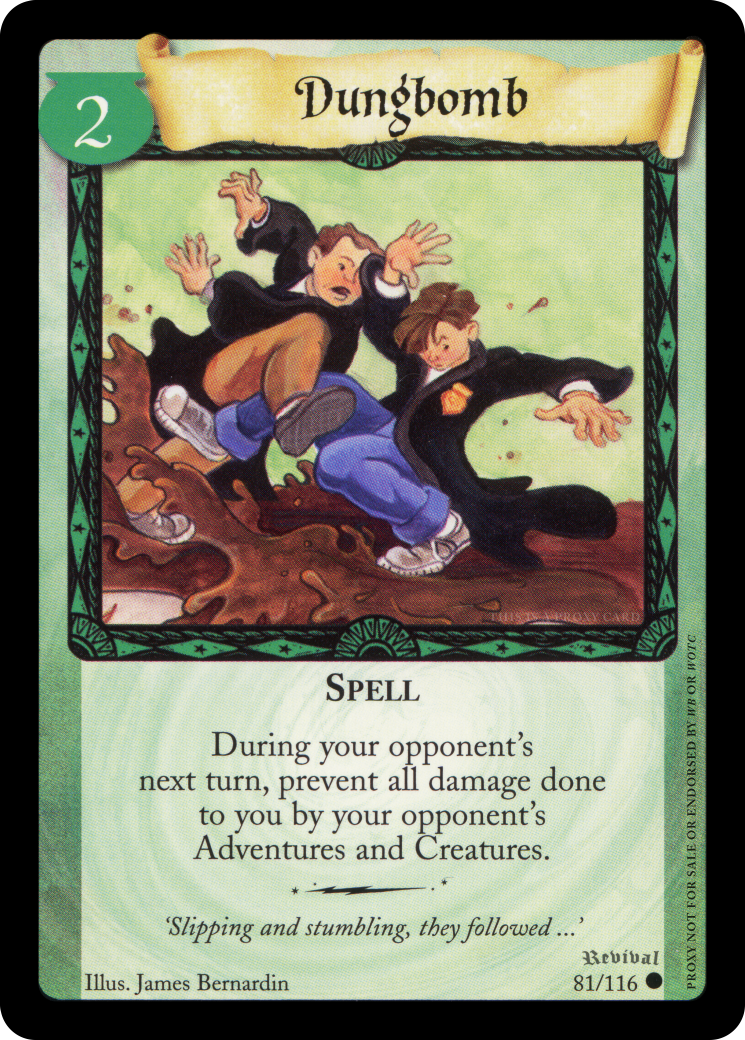 2
Dungbomb
THIS IS A PROXY CARD
SPELL
During your opponent's
next turn, prevent all damage done
to you by your opponent's
Adventures and Creatures.
'Slipping and stumbling, they followed ...'
Revival
Illus. James Bernardin
81/116
PROXY NOT FOR SALE OR ENDORSED BY WB OR WOTC